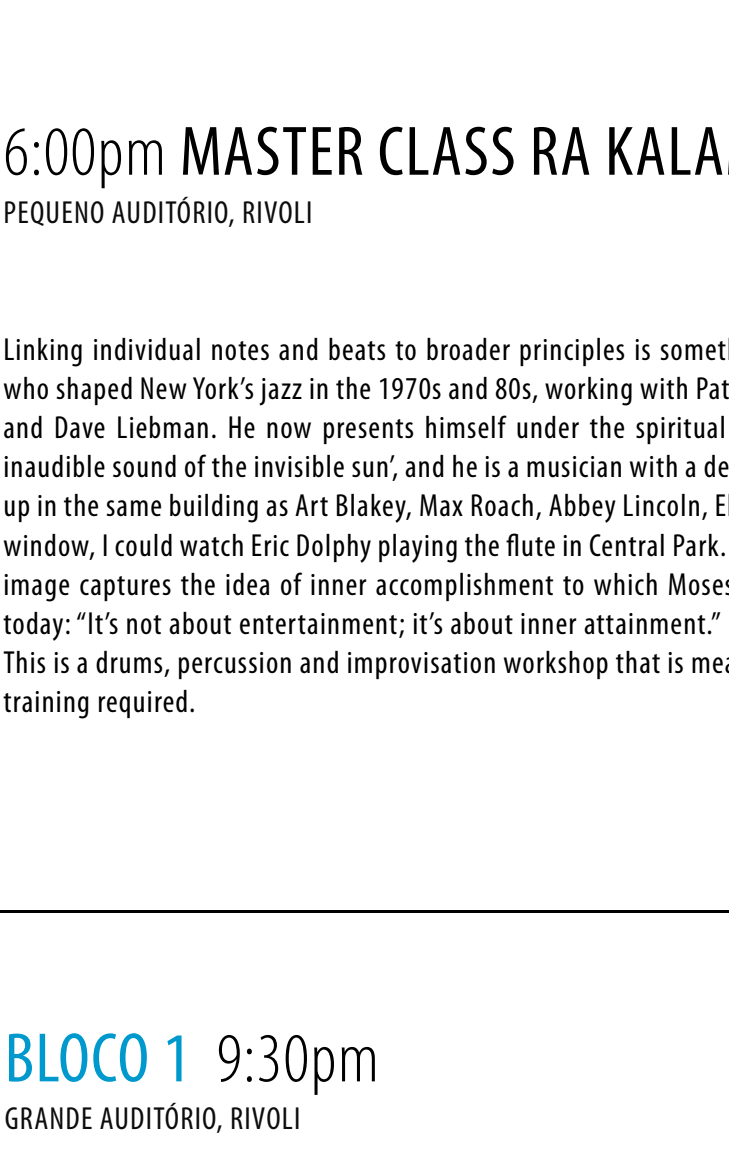 6:00pm MASTER CLASS RA KALA
PEQUENO AUDITÓRIO, RIVOLI
Linking individual notes and beats to broader principles is somet
who shaped New York’s jazz in the 1970s and 80s, working with Pat
and Dave Liebman. He now presents himself under the spiritual
inaudible sound of the invisible sun’, and he is a musician with a de
up in the same building as Art Blakey, Max Roach, Abbey Lincoln, El
window, I could watch Eric Dolphy playing the flute in Central Park.
image captures the idea of inner accomplishment to which Moses
today: “It’s not about entertainment; it’s about inner attainment.”
This is a drums, percussion and improvisation workshop that is mea
training required.
BLOCO 1 9:30pm
GRANDE AUDITÓRIO, RIVOLI